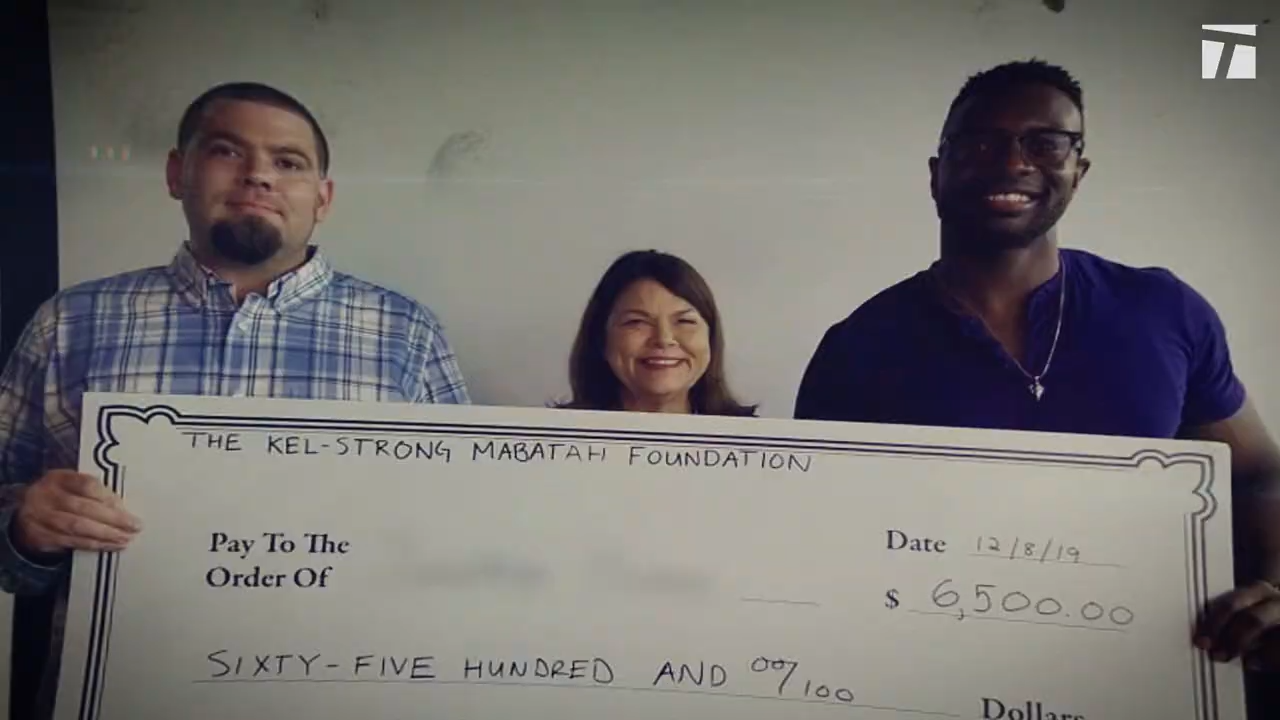 THE KEL-STRONG MABATAH FOUNDATION
Pay To The
Order Of
Date 12/8/19
$ 6,500.00
SIXTY-FIVE HUNDRED AND 00/100
Dollars